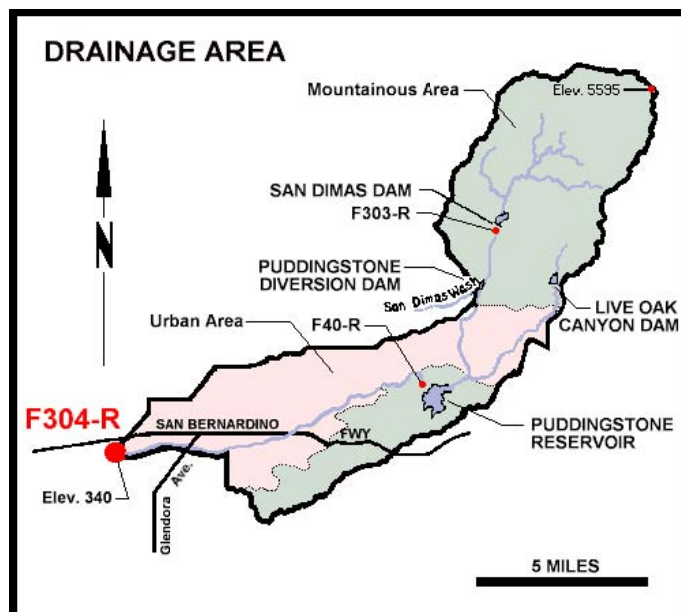 DRAINAGE AREA
Mountainous Area
Elev. 5595
SAN DIMAS DAM
F303-R
N
PUDDINGSTONE
DIVERSION DAM
San Dimas Wash
LIVE OAK
CANYON DAM
Urban Area
F40-R
F304-R
SAN BERNARDINO
FWY
PUDDINGSTONE
RESERVOIR
Elev. 340
Glendora Ave.
5 MILES